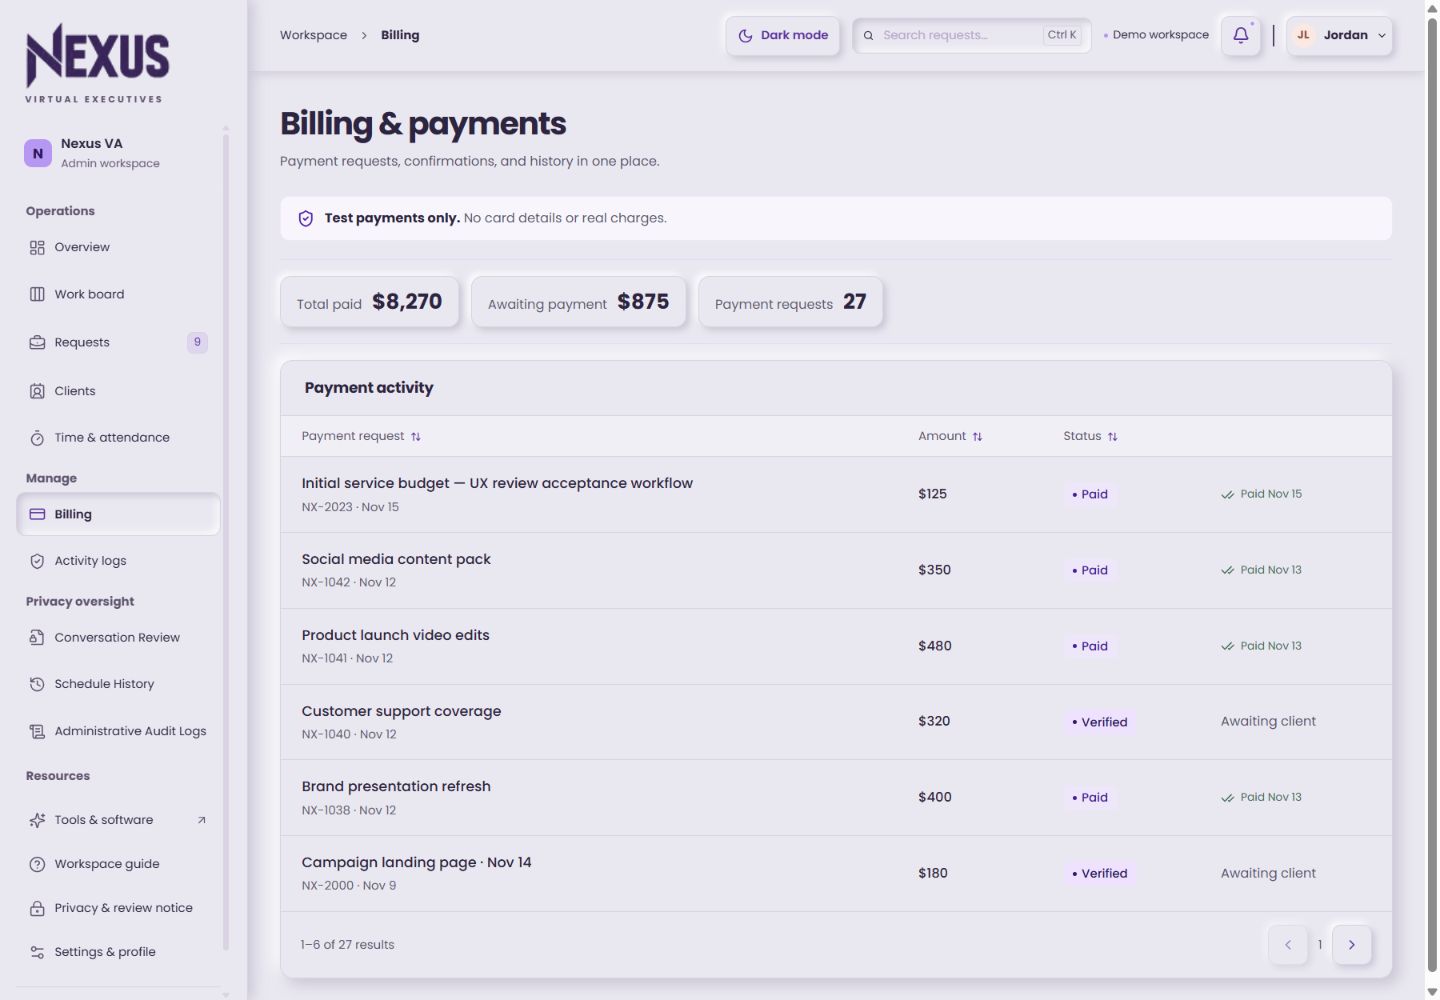 NEXUS
VIRTUAL EXECUTIVES
N
Nexus VA
Admin workspace
Operations
Overview
Work board
Requests 9
Clients
Time & attendance
Manage
Billing
Activity logs
Privacy oversight
Conversation Review
Schedule History
Administrative Audit Logs
Resources
Tools & software
Workspace guide
Privacy & review notice
Settings & profile
Workspace > Billing
Dark mode
Search requests... Ctrl K
Demo workspace
JL Jordan
Billing & payments
Payment requests, confirmations, and history in one place.
Test payments only. No card details or real charges.
Total paid $8,270
Awaiting payment $875
Payment requests 27
Payment activity
Payment request Amount Status
Initial service budget — UX review acceptance workflow
NX-2023 · Nov 15
$125 Paid Paid Nov 15
Social media content pack
NX-1042 · Nov 12
$350 Paid Paid Nov 13
Product launch video edits
NX-1041 · Nov 12
$480 Paid Paid Nov 13
Customer support coverage
NX-1040 · Nov 12
$320 Verified Awaiting client
Brand presentation refresh
NX-1038 · Nov 12
$400 Paid Paid Nov 13
Campaign landing page · Nov 14
NX-2000 · Nov 9
$180 Verified Awaiting client
1–6 of 27 results
1